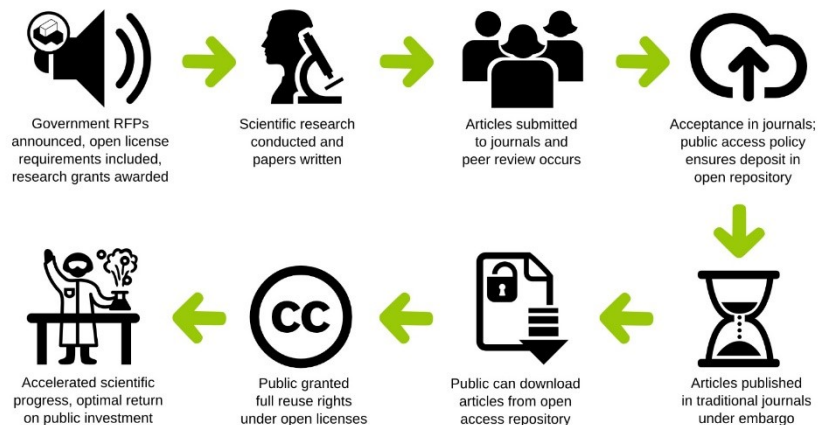 Government RFPs
announced, open license
requirements included,
research grants awarded
Scientific research
conducted and
papers written
Articles submitted
to journals and
peer review occurs
Acceptance in journals;
public access policy
ensures deposit in
open repository
Articles published
in traditional journals
under embargo
Public can download
articles from open
access repository
CC
Public granted
full reuse rights
under open licenses
Accelerated scientific
progress, optimal return
on public investment